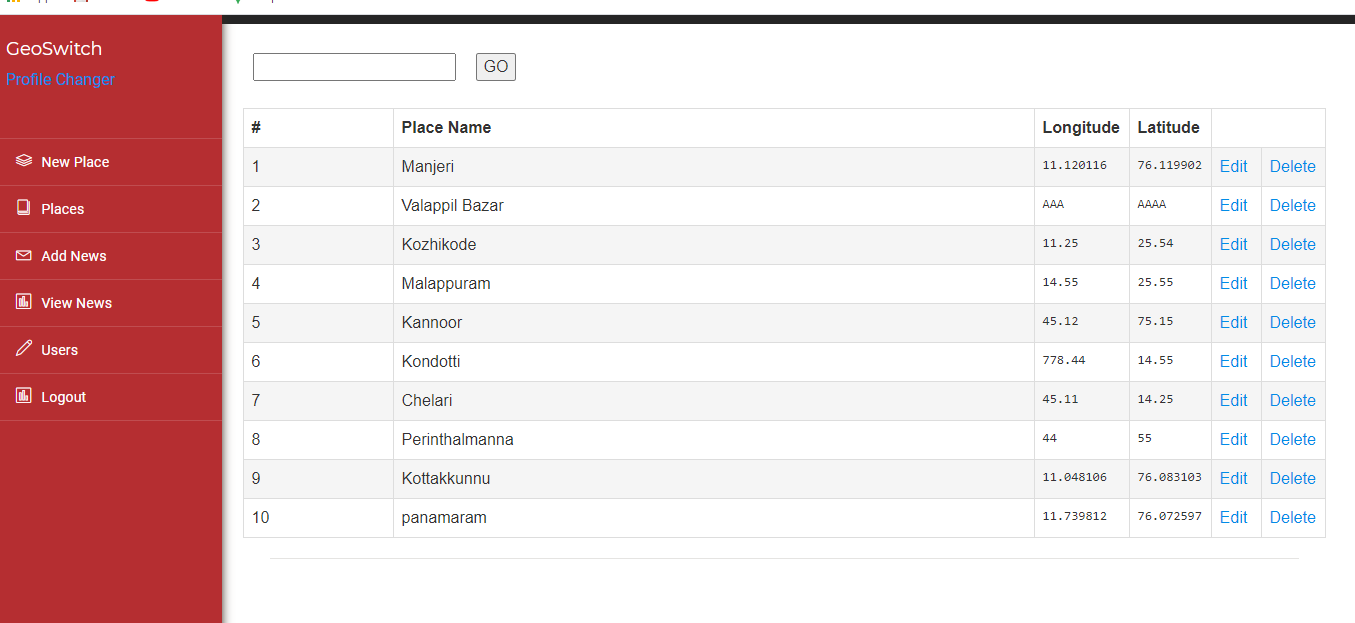 GeoSwitch
Profile Changer
New Place
Places
Add News
View News
Users
Logout
GO
# Place Name Longitude Latitude
1 Manjeri 11.120116 76.119902 Edit Delete
2 Valappil Bazar AAA AAAA Edit Delete
3 Kozhikode 11.25 25.54 Edit Delete
4 Malappuram 14.55 25.55 Edit Delete
5 Kannoor 45.12 75.15 Edit Delete
6 Kondotti 778.44 14.55 Edit Delete
7 Chelari 45.11 14.25 Edit Delete
8 Perinthalmanna 44 55 Edit Delete
9 Kottakkunnu 11.048106 76.083103 Edit Delete
10 panamaram 11.739812 76.072597 Edit Delete